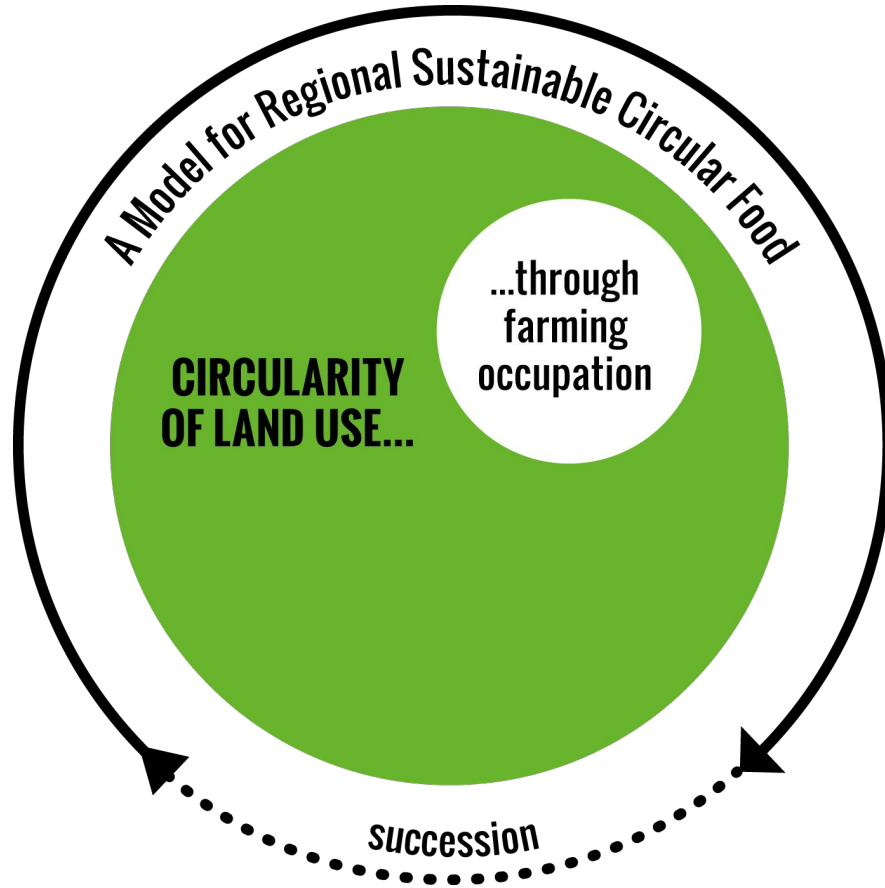 A Model for Regional Sustainable Circular Food
...through
farming
occupation
CIRCULARITY
OF LAND USE...
succession